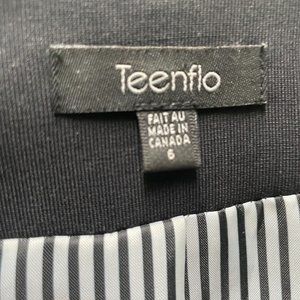 Teenflo
FAIT AU
MADE IN
CANADA
6